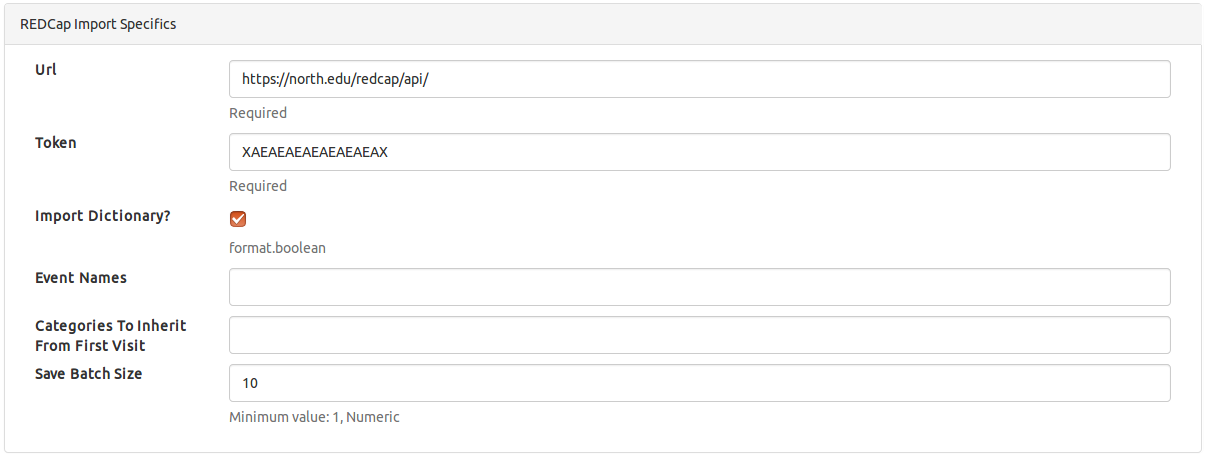 REDCap Import Specifics
Url
https://north.edu/redcap/api/
Required
Token
XAEAEAEAEAEAEAEAX
Required
Import Dictionary?
format.boolean
Event Names
Categories To Inherit
From First Visit
Save Batch Size
10
Minimum value: 1, Numeric